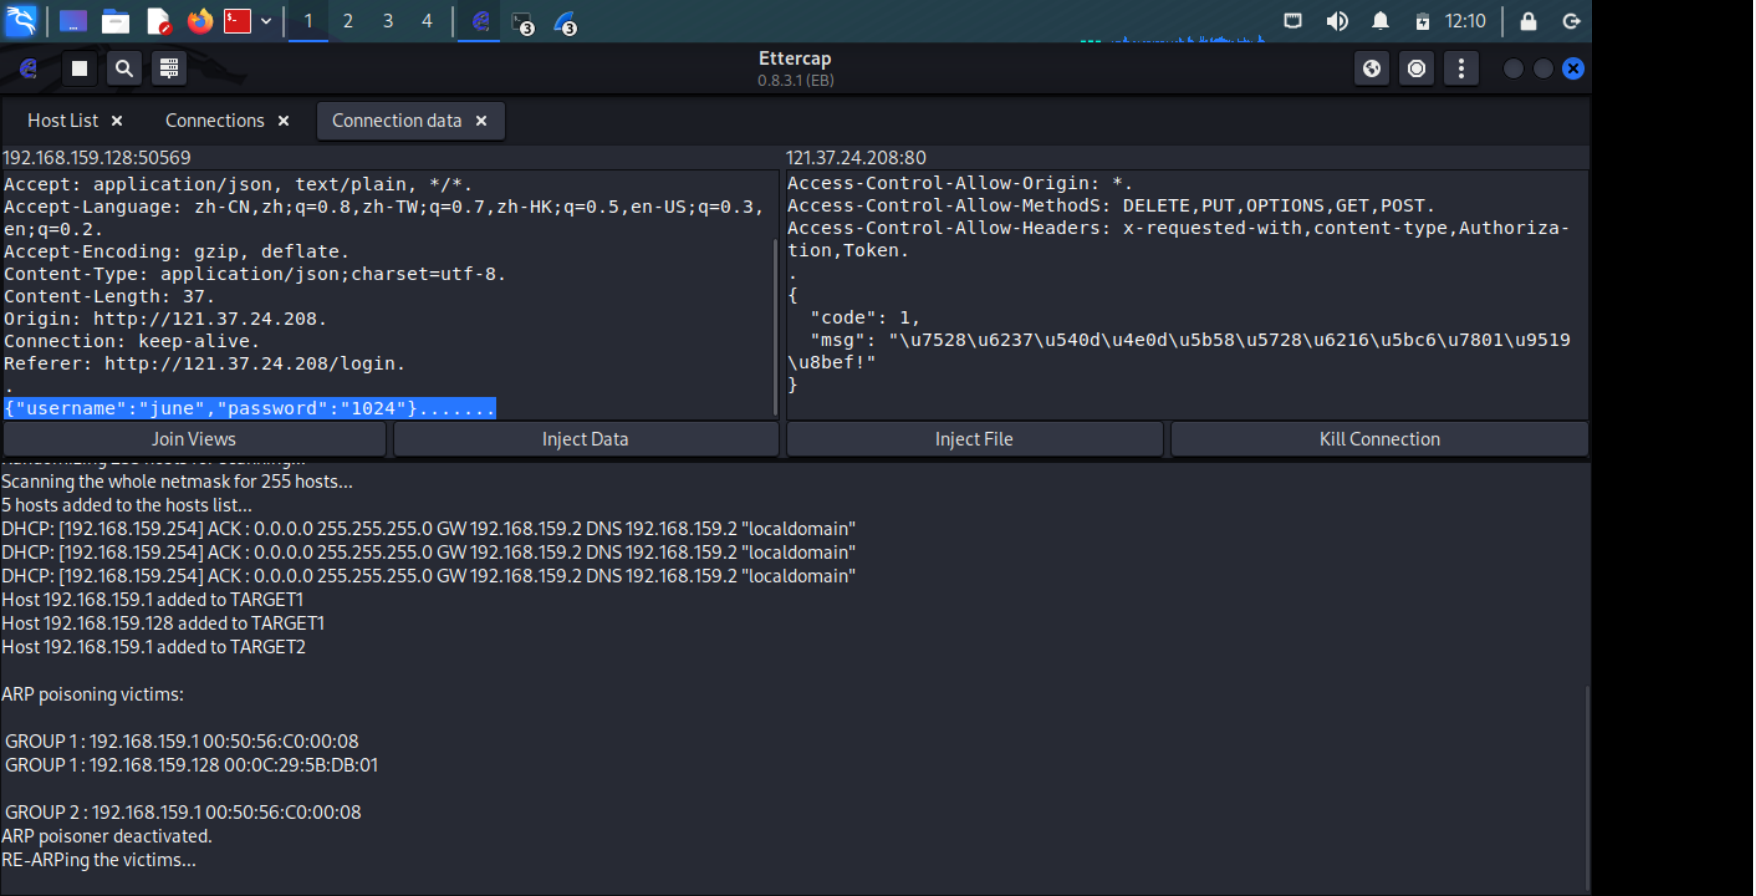 1 2 3 4
3
3
12:10
Ettercap
0.8.3.1 (EB)
Host List × Connections × Connection data ×
192.168.159.128:50569
Accept: application/json, text/plain, */*.
Accept-Language: zh-CN,zh;q=0.8,zh-TW;q=0.7,zh-HK;q=0.5,en-US;q=0.3,
en;q=0.2.
Accept-Encoding: gzip, deflate.
Content-Type: application/json;charset=utf-8.
Content-Length: 37.
Origin: http://121.37.24.208.
Connection: keep-alive.
Referer: http://121.37.24.208/login.
.
{"username":"june","password":"1024"}.......
121.37.24.208:80
Access-Control-Allow-Origin: *.
Access-Control-Allow-MethodS: DELETE,PUT,OPTIONS,GET,POST.
Access-Control-Allow-Headers: x-requested-with,content-type,Authoriza-
tion,Token.
.
{
"code": 1,
"msg": "\u7528\u6237\u540d\u4e0d\u5b58\u5728\u6216\u5bc6\u7801\u9519
\u8bef!"
}
Join Views
Inject Data
Inject File
Kill Connection
Randomizing 255 hosts for scanning...
Scanning the whole netmask for 255 hosts...
5 hosts added to the hosts list...
DHCP: [192.168.159.254] ACK : 0.0.0.0 255.255.255.0 GW 192.168.159.2 DNS 192.168.159.2 "localdomain"
DHCP: [192.168.159.254] ACK : 0.0.0.0 255.255.255.0 GW 192.168.159.2 DNS 192.168.159.2 "localdomain"
DHCP: [192.168.159.254] ACK : 0.0.0.0 255.255.255.0 GW 192.168.159.2 DNS 192.168.159.2 "localdomain"
Host 192.168.159.1 added to TARGET1
Host 192.168.159.128 added to TARGET1
Host 192.168.159.1 added to TARGET2
ARP poisoning victims:
GROUP 1 : 192.168.159.1 00:50:56:C0:00:08
GROUP 1 : 192.168.159.128 00:0C:29:5B:DB:01
GROUP 2 : 192.168.159.1 00:50:56:C0:00:08
ARP poisoner deactivated.
RE-ARPing the victims...